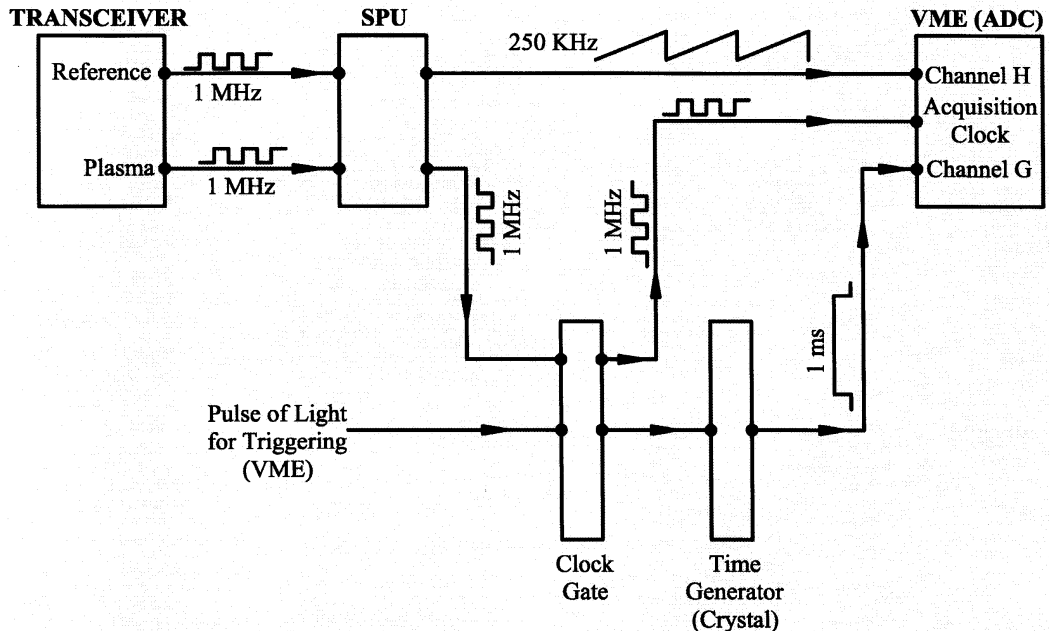 TRANSCEIVER
SPU
VME (ADC)
Reference
1 MHz
250 KHz
Channel H
Acquisition
Clock
Plasma
1 MHz
Channel G
1 MHz
1 MHz
1 ms
Pulse of Light
for Triggering
(VME)
Clock
Gate
Time
Generator
(Crystal)